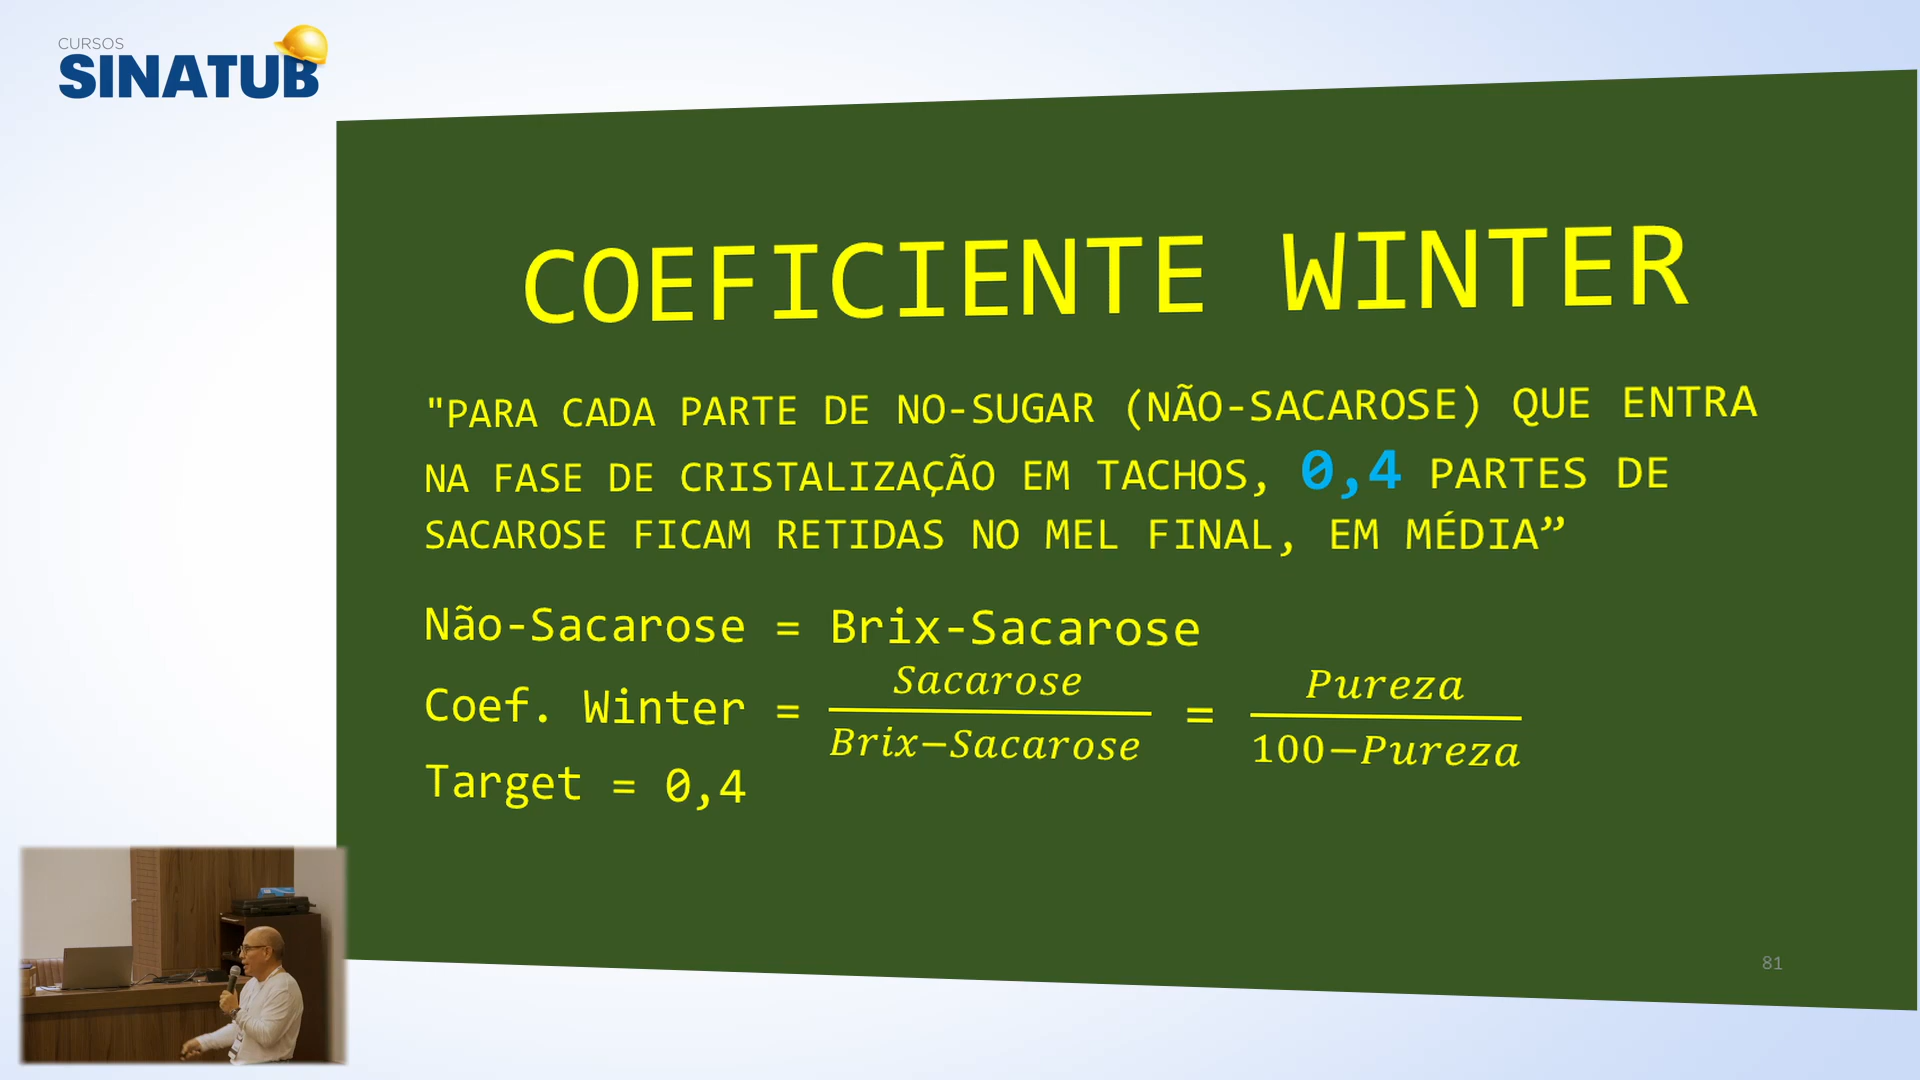 CURSOS
SINATUB
COEFICIENTE WINTER
"PARA CADA PARTE DE NO-SUGAR (NÃO-SACAROSE) QUE ENTRA
NA FASE DE CRISTALIZAÇÃO EM TACHOS, 0,4 PARTES DE
SACAROSE FICAM RETIDAS NO MEL FINAL, EM MÉDIA”
Não-Sacarose = Brix-Sacarose
Coef. Winter = Sacarose / Brix−Sacarose = Pureza / 100−Pureza
Target = 0,4
81